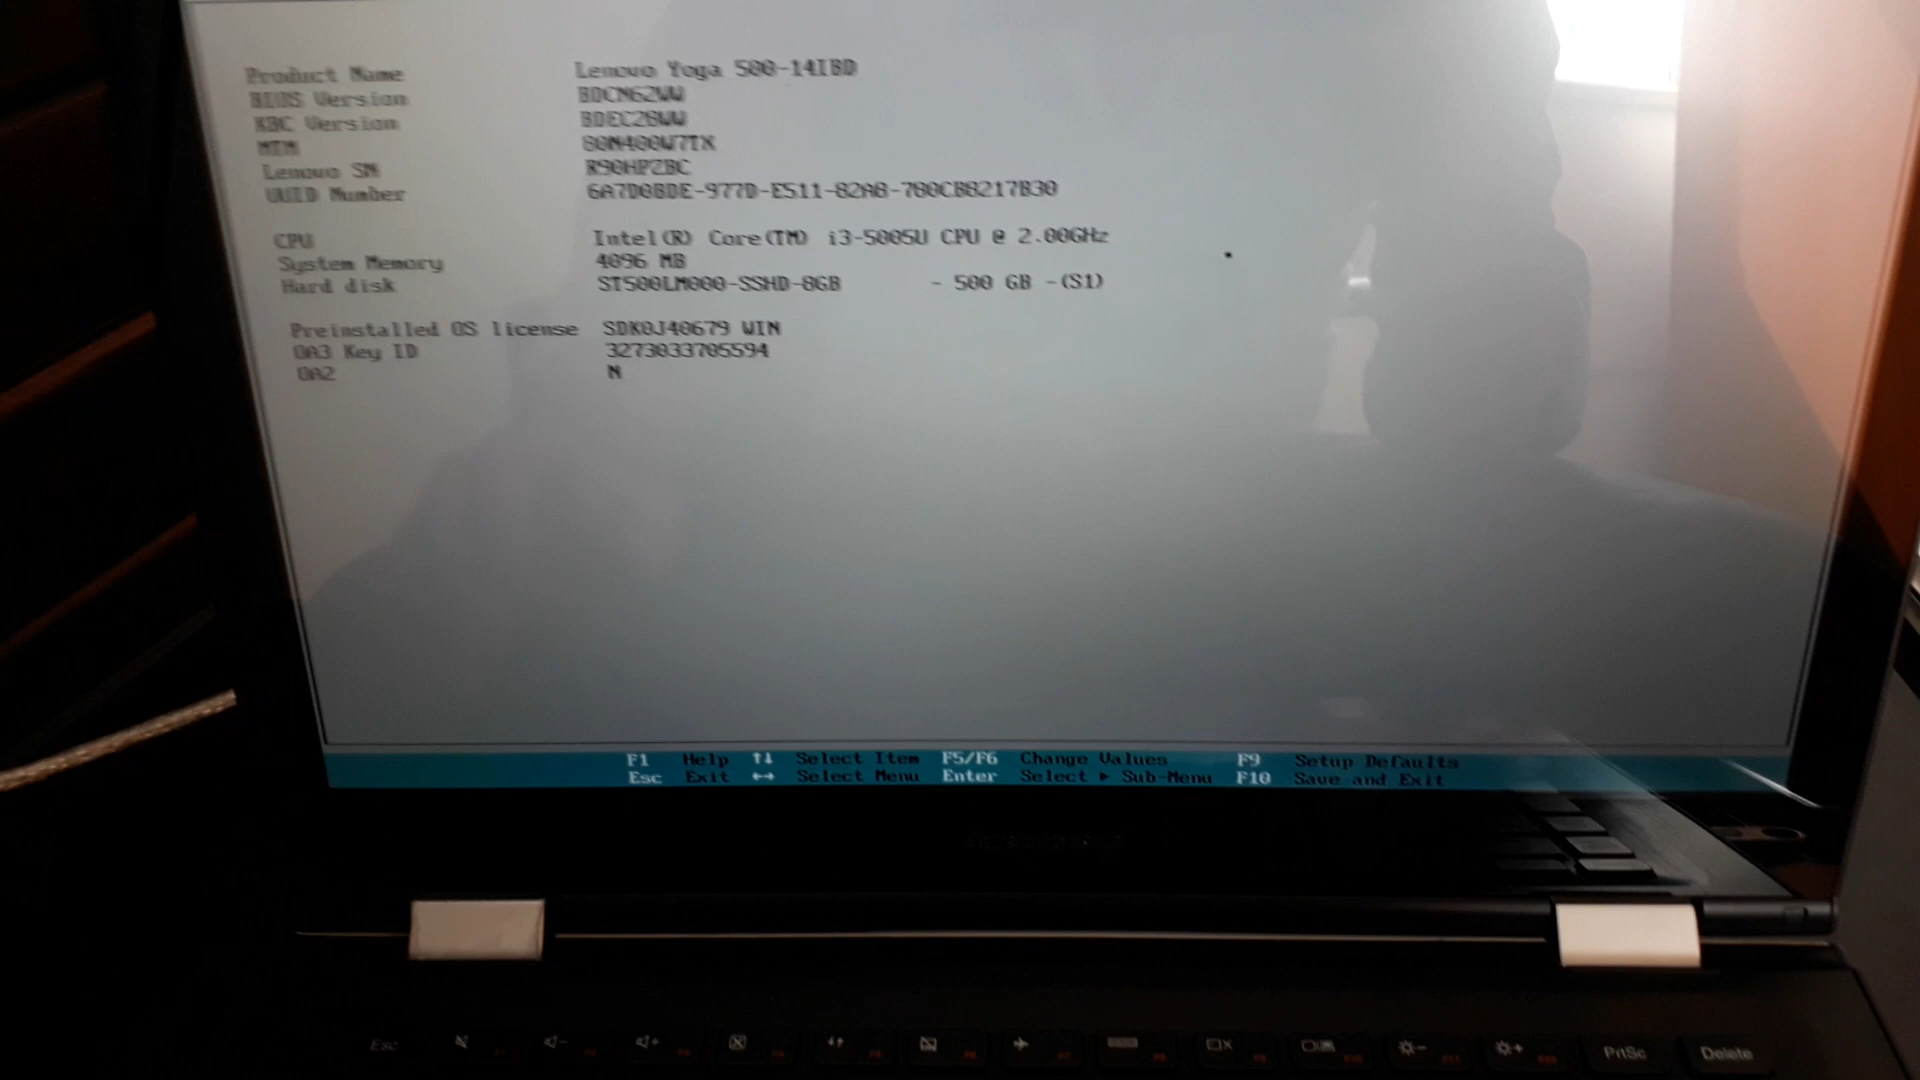 Product Name Lenovo Yoga 500-14IBD
BIOS Version BDCN62WW
KBC Version BDEC28WW
MTM 80N400W7TX
Lenovo SN R90HPZBC
UUID Number 6A7D0BDE-977D-E511-82A8-780CB8217B30
CPU Intel(R) Core(TM) i3-5005U CPU @ 2.00GHz
System Memory 4096 MB
Hard disk ST500LM000-SSHD-8GB - 500 GB -(S1)
Preinstalled OS license SDK0J40679 WIN
OA3 Key ID 3273033705594
OA2 N
F1 Help ↑↓ Select Item F5/F6 Change Values F9 Setup Defaults
Esc Exit ←→ Select Menu Enter Select ▶ Sub-Menu F10 Save and Exit
Esc PrtSc Delete